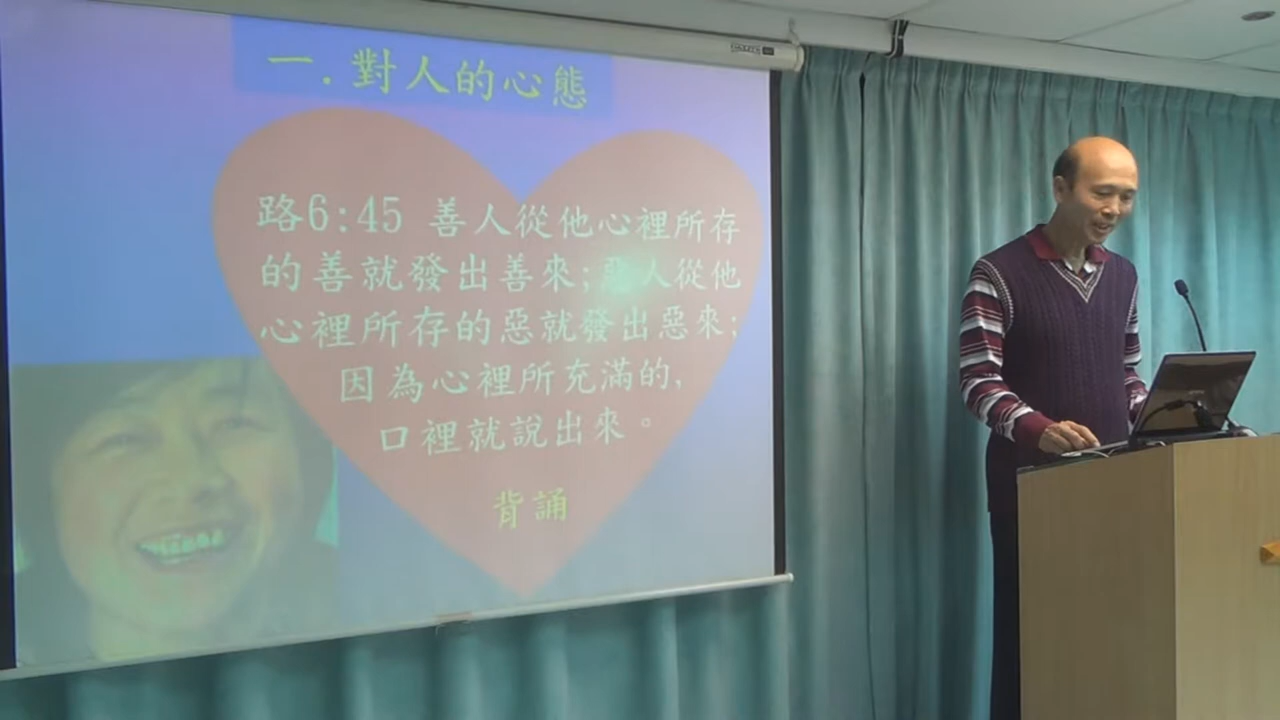 一.對人的心態
路6:45 善人從他心裡所存
的善就發出善來;惡人從他
心裡所存的惡就發出惡來;
因為心裡所充滿的,
口裡就說出來。
背誦